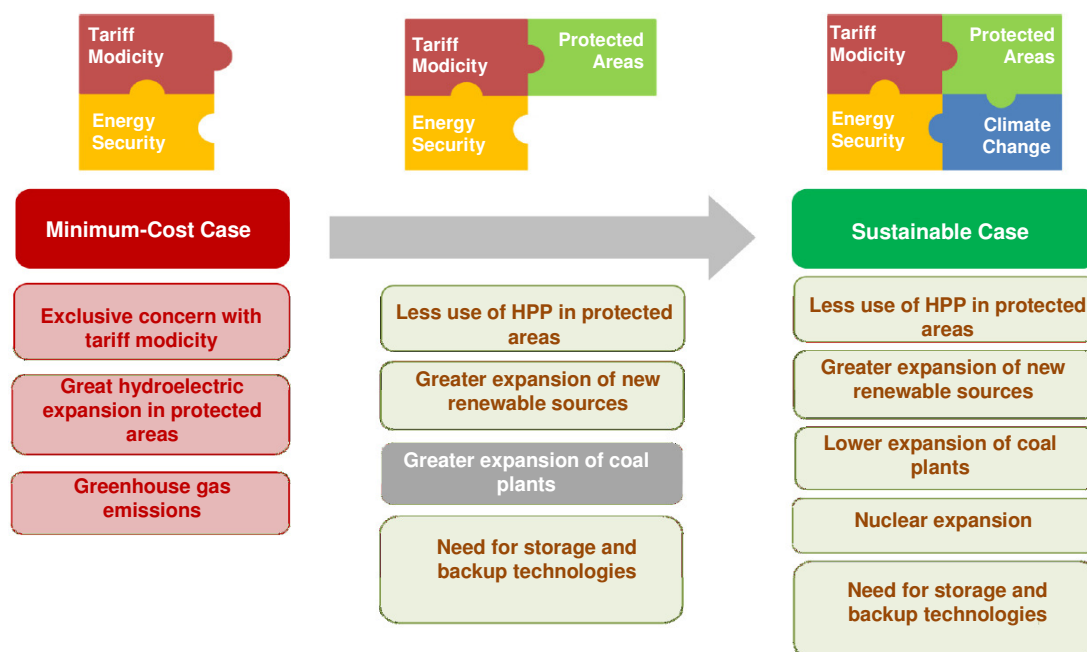 Tariff
Modicity
Energy
Security
Minimum-Cost Case
Exclusive concern with
tariff modicity
Great hydroelectric
expansion in protected
areas
Greenhouse gas
emissions
Tariff
Modicity
Protected
Areas
Energy
Security
Less use of HPP in protected
areas
Greater expansion of new
renewable sources
Greater expansion of coal
plants
Need for storage and
backup technologies
Tariff
Modicity
Protected
Areas
Energy
Security
Climate
Change
Sustainable Case
Less use of HPP in protected
areas
Greater expansion of new
renewable sources
Lower expansion of coal
plants
Nuclear expansion
Need for storage and
backup technologies